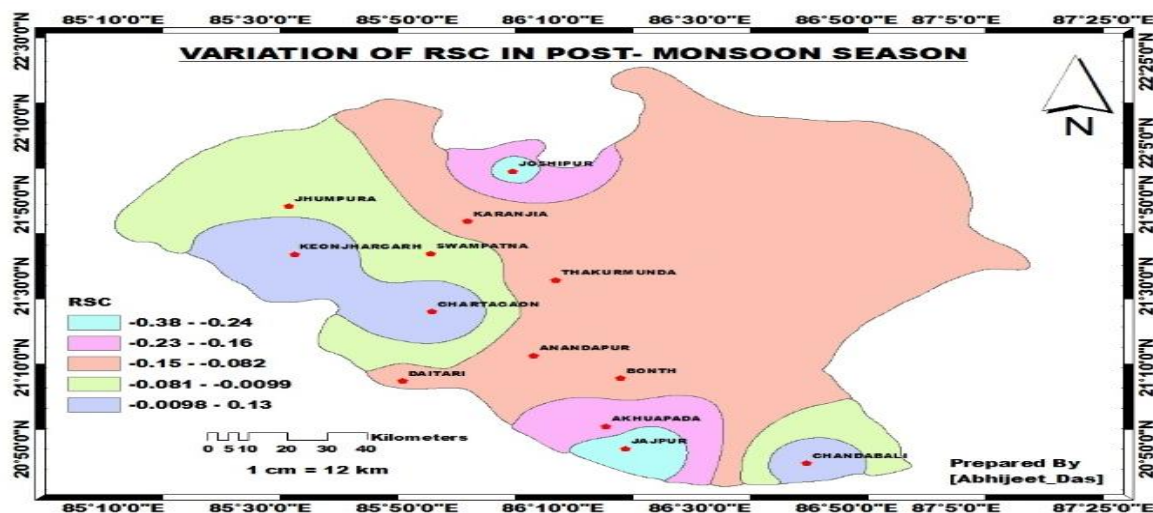 85°10'0"E 85°30'0"E 85°50'0"E 86°10'0"E 86°30'0"E 86°50'0"E 87°5'0"E 87°25'0"E
VARIATION OF RSC IN POST- MONSOON SEASON
22°30'0"N
22°10'0"N
21°50'0"N
21°30'0"N
21°10'0"N
20°50'0"N
22°25'0"N
22°5'0"N
21°50'0"N
21°30'0"N
21°10'0"N
20°50'0"N
N
JOSHIPUR
JHUMPURA
KARANJIA
KEONJHARGARH
SWAMPATNA
THAKURMUNDA
CHARTAGAON
ANANDAPUR
DAITARI
BONTH
AKHUAPADA
JAJPUR
CHANDABALI
RSC
-0.38 - -0.24
-0.23 - -0.16
-0.15 - -0.082
-0.081 - -0.0099
-0.0098 - 0.13
Kilometers
0 5 10 20 30 40
1 cm = 12 km
Prepared By
[Abhijeet_Das]
85°10'0"E 85°30'0"E 85°50'0"E 86°10'0"E 86°30'0"E 86°50'0"E 87°5'0"E 87°25'0"E